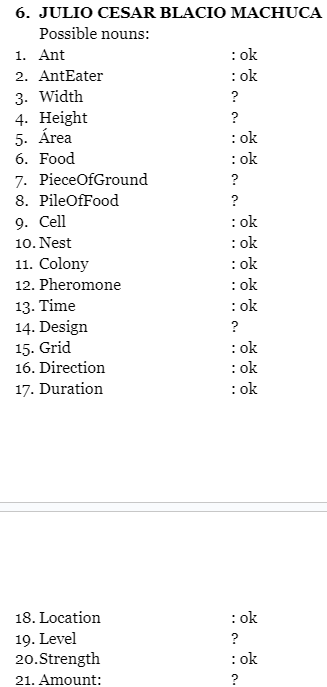 6. JULIO CESAR BLACIO MACHUCA
Possible nouns:
1. Ant : ok
2. AntEater : ok
3. Width ?
4. Height ?
5. Área : ok
6. Food : ok
7. PieceOfGround ?
8. PileOfFood ?
9. Cell : ok
10. Nest : ok
11. Colony : ok
12. Pheromone : ok
13. Time : ok
14. Design ?
15. Grid : ok
16. Direction : ok
17. Duration : ok
18. Location : ok
19. Level ?
20. Strength : ok
21. Amount: ?